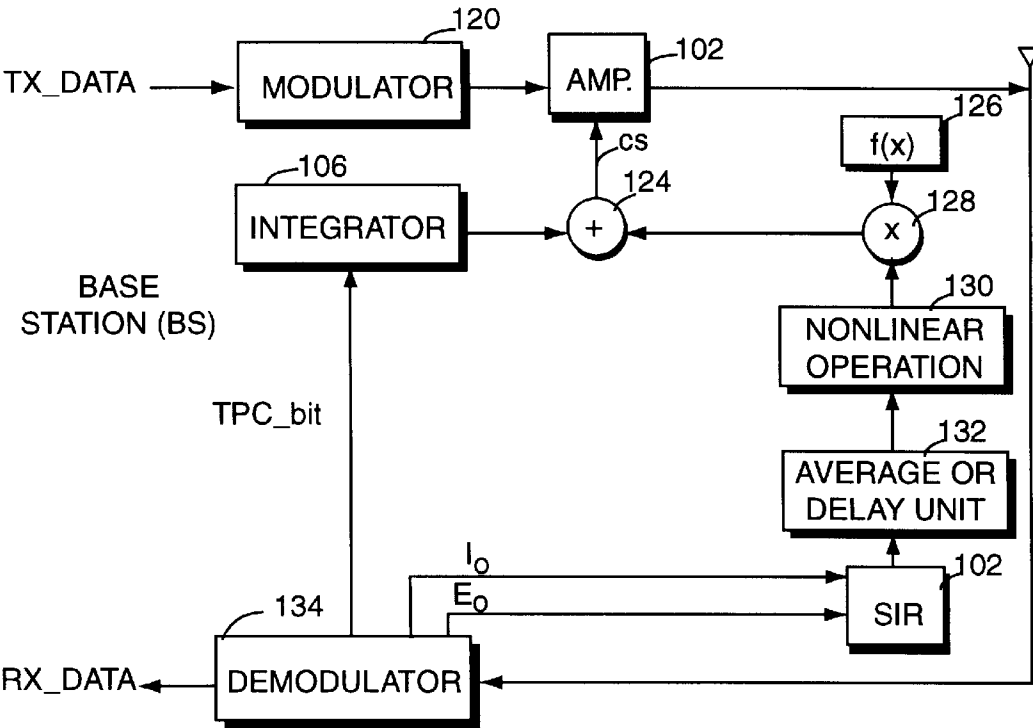 120
102
TX_DATA
MODULATOR
AMP.
126
f(x)
cs
106
124
128
INTEGRATOR
+
x
BASE
STATION (BS)
130
NONLINEAR
OPERATION
TPC_bit
132
AVERAGE OR
DELAY UNIT
I0
E0
102
SIR
134
RX_DATA
DEMODULATOR